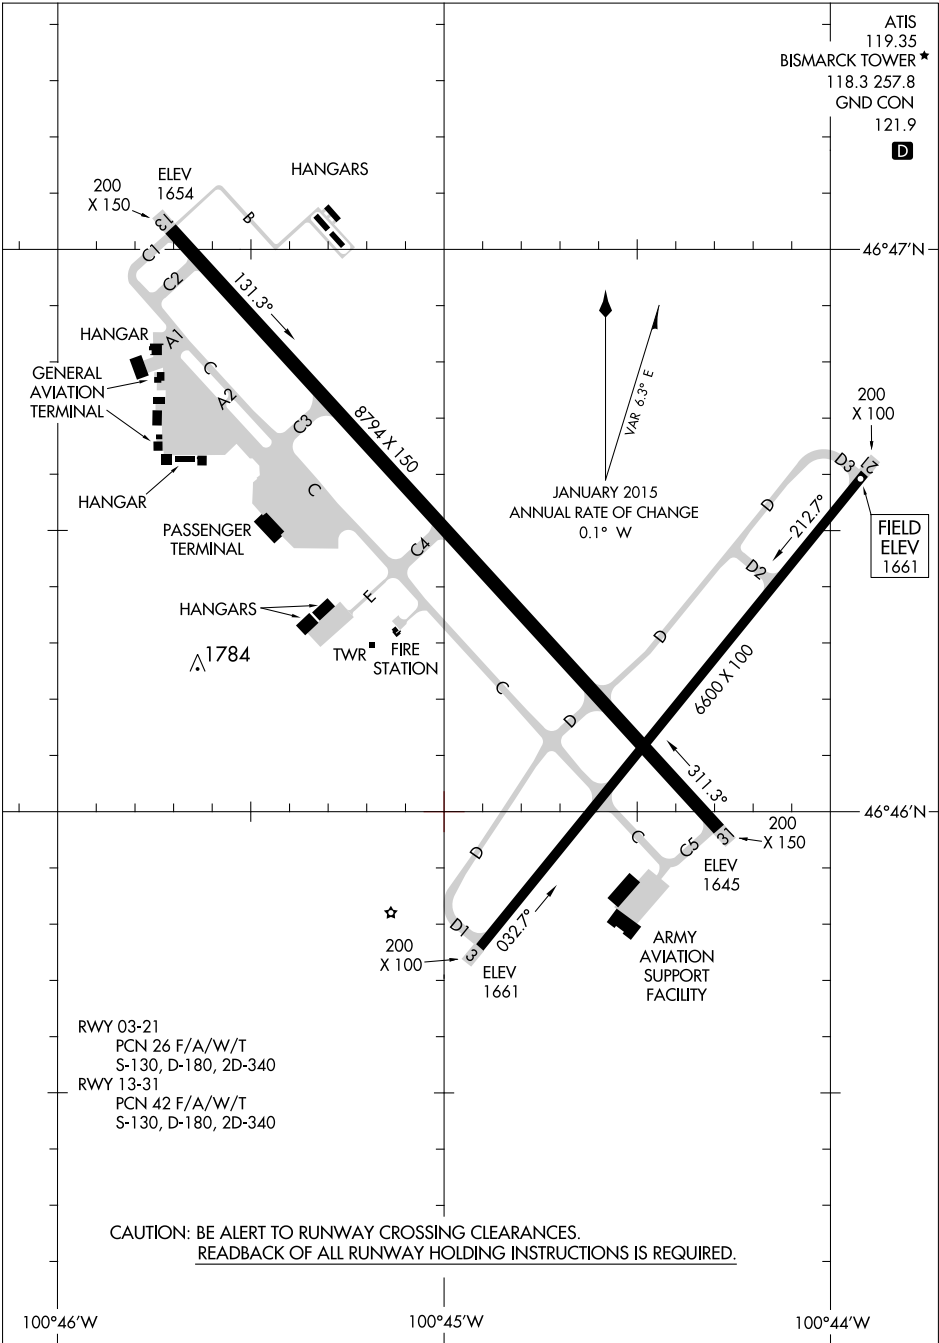 ATIS
119.35
BISMARCK TOWER
118.3 257.8
GND CON
121.9
D
HANGARS
ELEV
1654
200
X 150
13
B
C1
C2
46°47'N
131.3°
HANGAR
A1
GENERAL
AVIATION
TERMINAL
C
A2
C3
8794 X 150
VAR 6.3° E
200
X 100
D3
21
HANGAR
C
JANUARY 2015
ANNUAL RATE OF CHANGE
0.1° W
D
212.7°
FIELD
ELEV
1661
PASSENGER
TERMINAL
C4
D2
E
HANGARS
1784
TWR
FIRE
STATION
D
C
6600 X 100
D
311.3°
46°46'N
200
X 150
31
C
C5
ELEV
1645
D
D1
032.7°
200
X 100
3
ELEV
1661
ARMY
AVIATION
SUPPORT
FACILITY
RWY 03-21
PCN 26 F/A/W/T
S-130, D-180, 2D-340
RWY 13-31
PCN 42 F/A/W/T
S-130, D-180, 2D-340
CAUTION: BE ALERT TO RUNWAY CROSSING CLEARANCES.
READBACK OF ALL RUNWAY HOLDING INSTRUCTIONS IS REQUIRED.
100°46'W
100°45'W
100°44'W